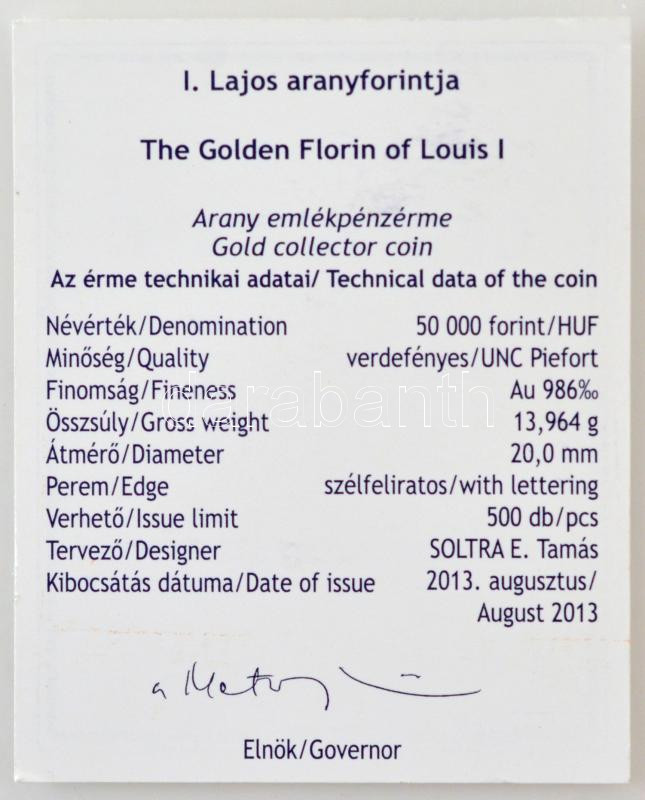 I. Lajos aranyforintja
The Golden Florin of Louis I
Arany emlékpénzérme
Gold collector coin
Az érme technikai adatai/ Technical data of the coin
Névérték/Denomination 50 000 forint/HUF
Minőség/Quality verdefényes/UNC Piefort
Finomság/Fineness Au 986‰
darabanth
Összsúly/Gross weight 13,964 g
Átmérő/Diameter 20,0 mm
Perem/Edge szélfeliratos/with lettering
Verhető/Issue limit 500 db/pcs
Tervező/Designer SOLTRA E. Tamás
Kibocsátás dátuma/Date of issue 2013. augusztus/
August 2013
Elnök/Governor